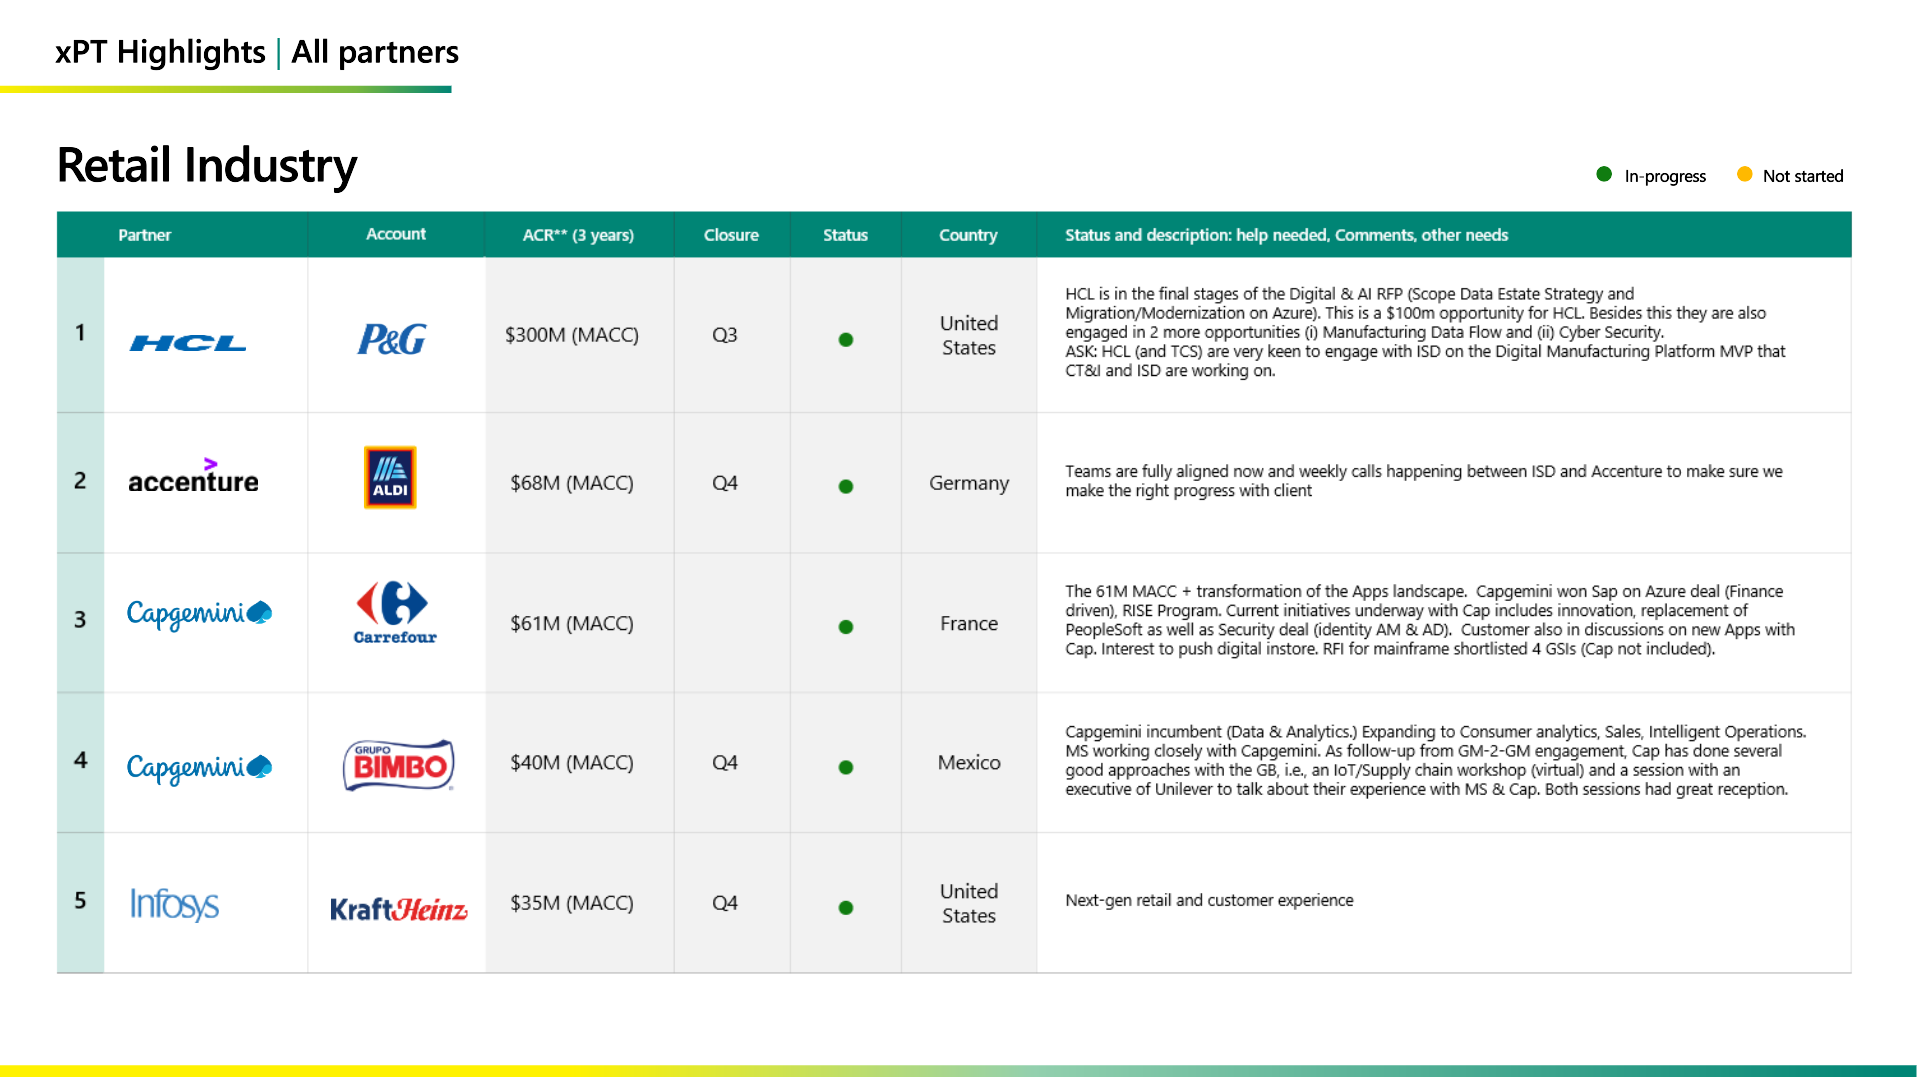 xPT Highlights | All partners
Retail Industry
In-progress
Not started
Partner
Account
ACR** (3 years)
Closure
Status
Country
Status and description: help needed, Comments, other needs
1
HCL
P&G
$300M (MACC)
Q3
United
States
HCL is in the final stages of the Digital & AI RFP (Scope Data Estate Strategy and
Migration/Modernization on Azure). This is a $100m opportunity for HCL. Besides this they are also
engaged in 2 more opportunities (i) Manufacturing Data Flow and (ii) Cyber Security.
ASK: HCL (and TCS) are very keen to engage with ISD on the Digital Manufacturing Platform MVP that
CT&I and ISD are working on.
2
accenture
ALDI
$68M (MACC)
Q4
Germany
Teams are fully aligned now and weekly calls happening between ISD and Accenture to make sure we
make the right progress with client
3
Capgemini
Carrefour
$61M (MACC)
France
The 61M MACC + transformation of the Apps landscape. Capgemini won Sap on Azure deal (Finance
driven), RISE Program. Current initiatives underway with Cap includes innovation, replacement of
PeopleSoft as well as Security deal (identity AM & AD). Customer also in discussions on new Apps with
Cap. Interest to push digital instore. RFI for mainframe shortlisted 4 GSIs (Cap not included).
4
Capgemini
GRUPO
BIMBO
$40M (MACC)
Q4
Mexico
Capgemini incumbent (Data & Analytics.) Expanding to Consumer analytics, Sales, Intelligent Operations.
MS working closely with Capgemini. As follow-up from GM-2-GM engagement, Cap has done several
good approaches with the GB, i.e., an IoT/Supply chain workshop (virtual) and a session with an
executive of Unilever to talk about their experience with MS & Cap. Both sessions had great reception.
5
Infosys
KraftHeinz
$35M (MACC)
Q4
United
States
Next-gen retail and customer experience